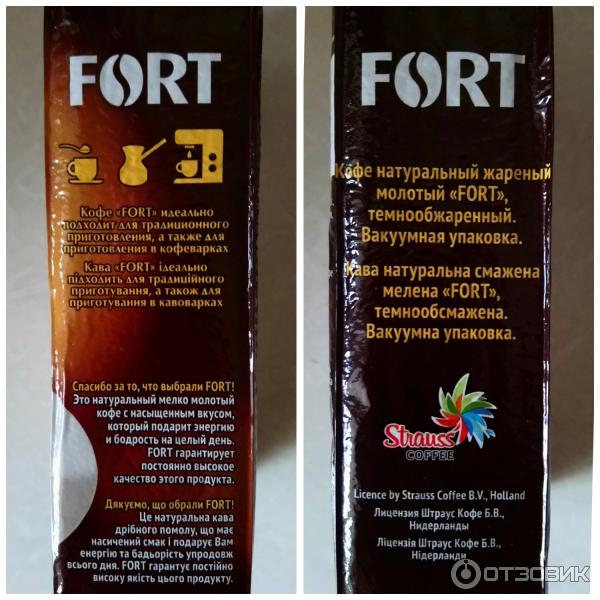 FORT
Кофе «FORT» идеально
подходит для традиционного
приготовления, а также для
приготовления в кофеварках
Кава «FORT» ідеально
підходить для традиційного
приготування, а також для
приготування в кавоварках
Спасибо за то, что выбрали FORT!
Это натуральный мелко молотый
кофе с насыщенным вкусом,
который подарит энергию
и бодрость на целый день.
FORT гарантирует
постоянно высокое
качество этого продукта.
Дякуємо, що обрали FORT!
Це натуральна кава
дрібного помолу, що має
насичений смак і подарує Вам
енергію та бадьорість упродовж
всього дня. FORT гарантує постійно
високу якість цього продукту.
FORT
Кофе натуральный жареный
молотый «FORT»,
темнообжаренный.
Вакуумная упаковка.
Кава натуральна смажена
мелена «FORT»,
темнообсмажена.
Вакуумна упаковка.
Strauss
COFFEE
Licence by Strauss Coffee B.V., Holland
Лицензия Штраус Кофе Б.В.,
Нидерланды
Ліцензія Штраус Кофе Б.В.,
Нідерланди
ОТЗОВИК